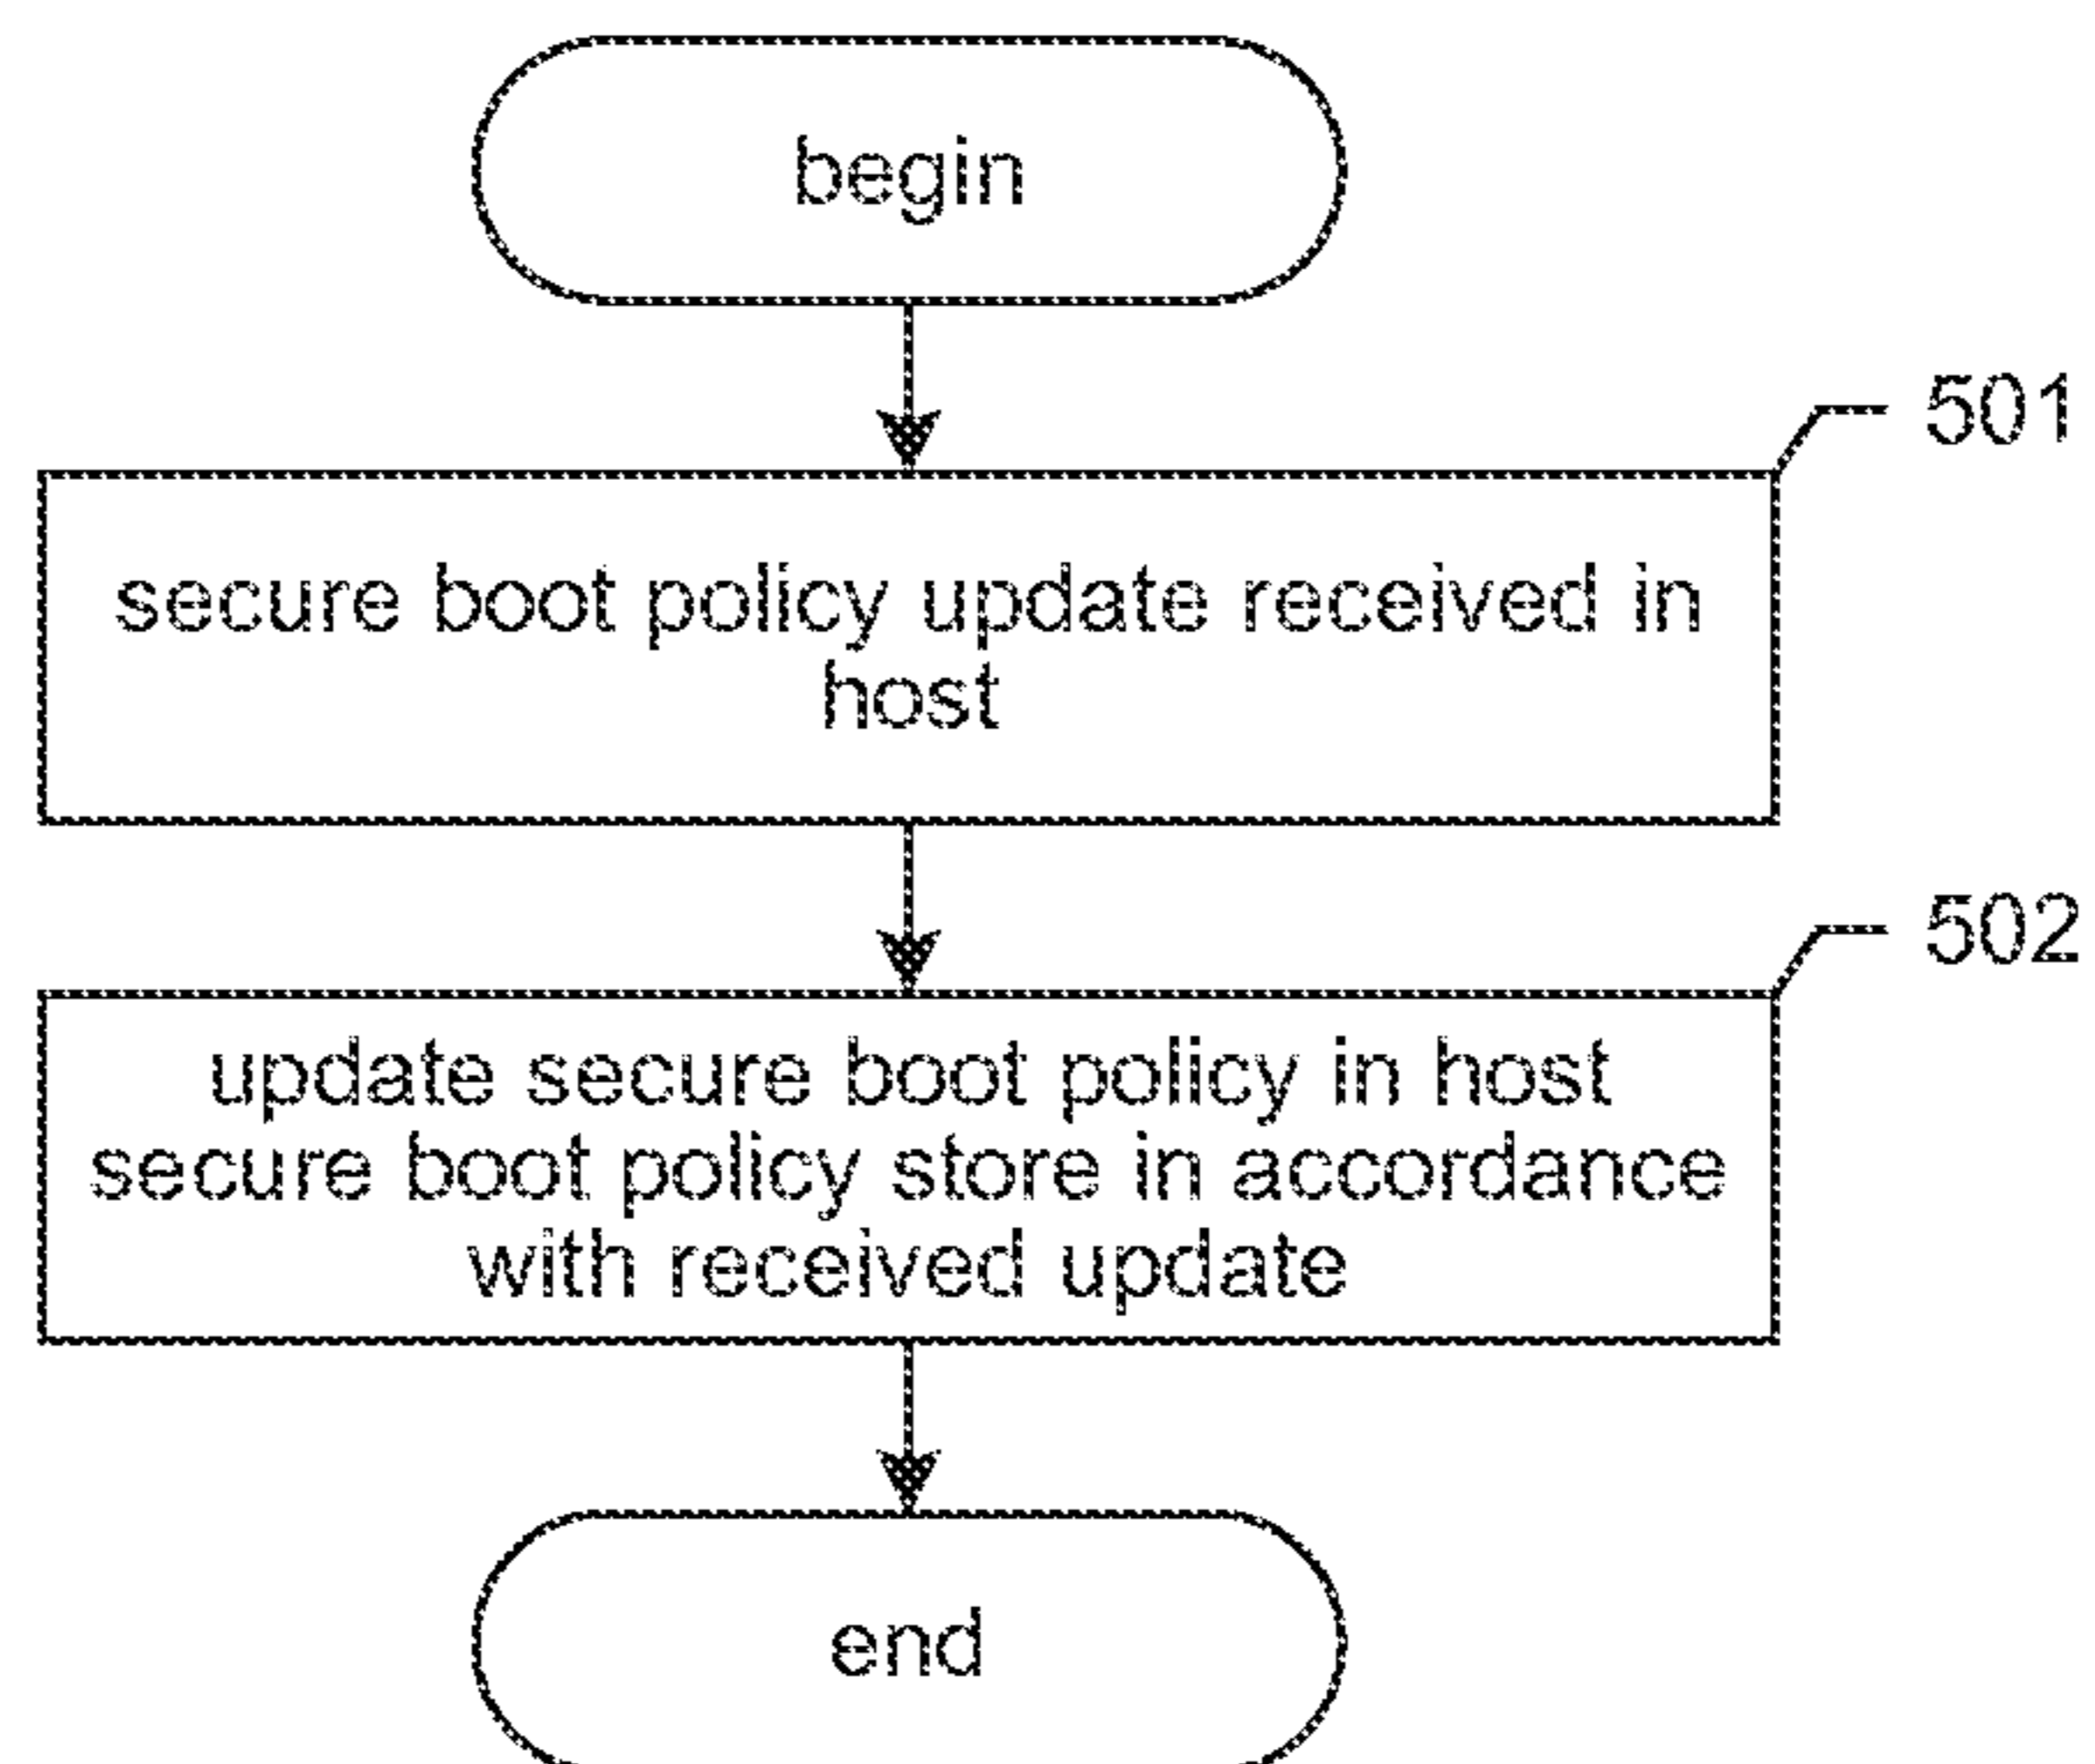 begin
501
secure boot policy update received in
host
502
update secure boot policy in host
secure boot policy store in accordance
with received update
end